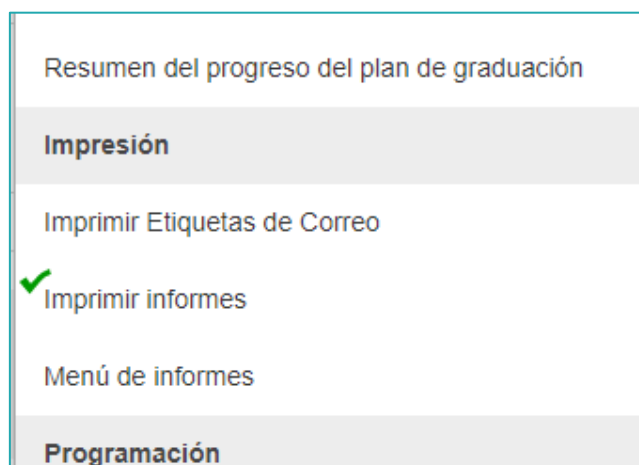 Resumen del progreso del plan de graduación
Impresión
Imprimir Etiquetas de Correo
Imprimir informes
Menú de informes
Programación